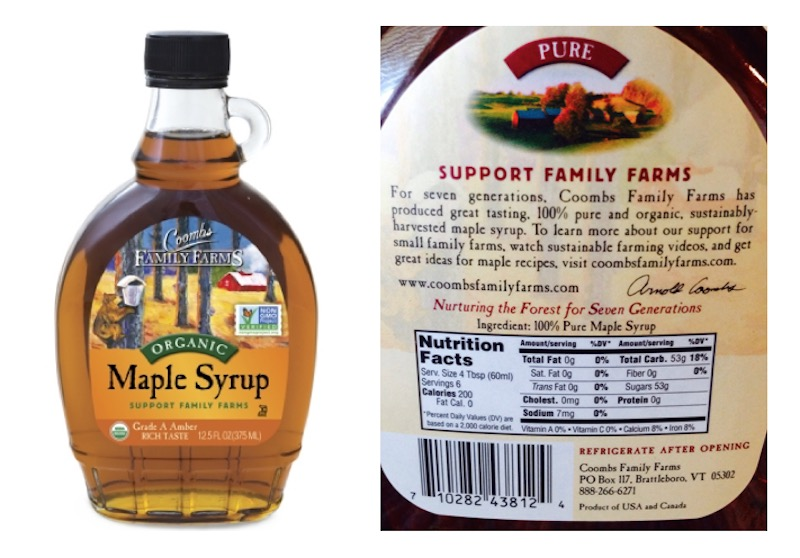 Coombs
FAMILY FARMS
NON
GMO
Project
VERIFIED
nongmoproject.org
ORGANIC
Maple Syrup
SUPPORT FAMILY FARMS
Grade A Amber
RICH TASTE 12.5 FL OZ (375 ML)
PURE
SUPPORT FAMILY FARMS
For seven generations, Coombs Family Farms has
produced great tasting, 100% pure and organic, sustainably-
harvested maple syrup. To learn more about our support for
small family farms, watch sustainable farming videos, and get
great ideas for maple recipes, visit coombsfamilyfarms.com.
www.coombsfamilyfarms.com Arnold Coombs
Nurturing the Forest for Seven Generations
Ingredient: 100% Pure Maple Syrup
Nutrition
Facts
Serv. Size 4 Tbsp (60ml)
Servings 6
Calories 200
Fat Cal. 0
*Percent Daily Values (DV) are
based on a 2,000 calorie diet.
Amount/serving %DV* Amount/serving %DV*
Total Fat 0g 0% Total Carb. 53g 18%
Sat. Fat 0g 0% Fiber 0g 0%
Trans Fat 0g 0% Sugars 53g
Cholest. 0mg 0% Protein 0g
Sodium 7mg 0%
Vitamin A 0% • Vitamin C 0% • Calcium 8% • Iron 8%
7 10282 43812 4
REFRIGERATE AFTER OPENING
Coombs Family Farms
PO Box 117, Brattleboro, VT 05302
888-266-6271
Product of USA and Canada